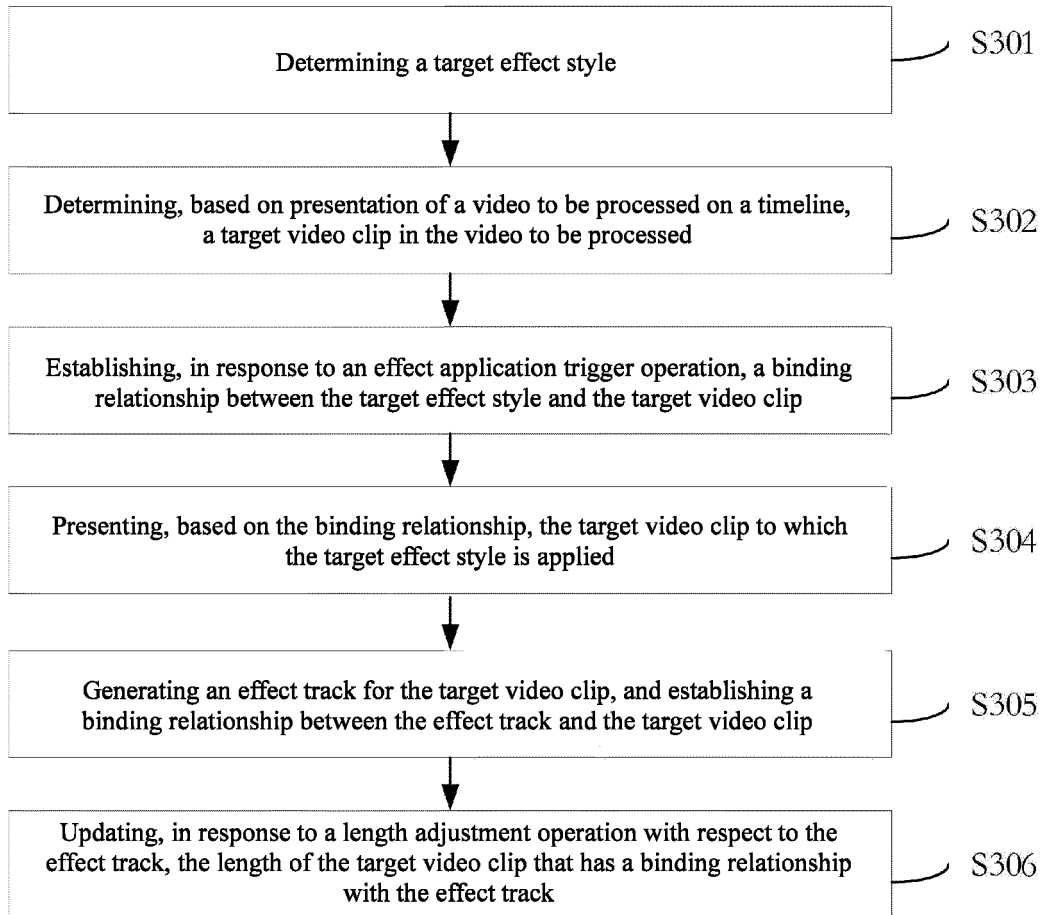 Determining a target effect style
S301
Determining, based on presentation of a video to be processed on a timeline,
a target video clip in the video to be processed
S302
Establishing, in response to an effect application trigger operation, a binding
relationship between the target effect style and the target video clip
S303
Presenting, based on the binding relationship, the target video clip to which
the target effect style is applied
S304
Generating an effect track for the target video clip, and establishing a
binding relationship between the effect track and the target video clip
S305
Updating, in response to a length adjustment operation with respect to the
effect track, the length of the target video clip that has a binding relationship
with the effect track
S306